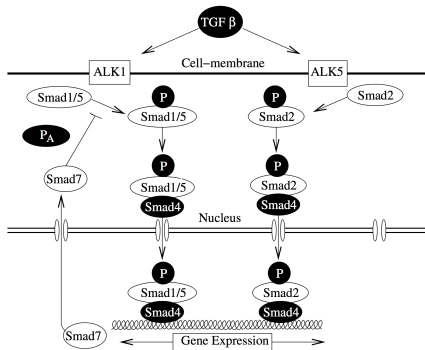 TGF β
ALK1
Cell-membrane
ALK5
Smad1/5
P
P
Smad2
Smad1/5
Smad2
PA
P
P
Smad7
Smad1/5
Smad2
Smad4
Smad4
Nucleus
P
P
Smad1/5
Smad2
Smad4
Smad4
Smad7
Gene Expression